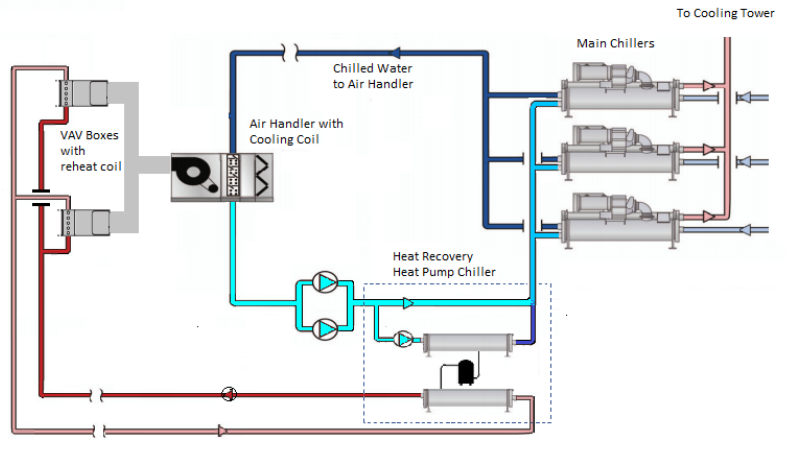 To Cooling Tower
Main Chillers
Chilled Water
to Air Handler
Air Handler with
Cooling Coil
VAV Boxes
with
reheat coil
Heat Recovery
Heat Pump Chiller